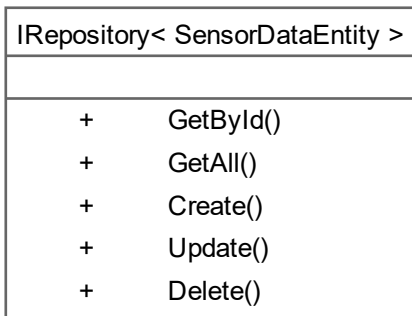 IRepository< SensorDataEntity >
+ GetById()
+ GetAll()
+ Create()
+ Update()
+ Delete()